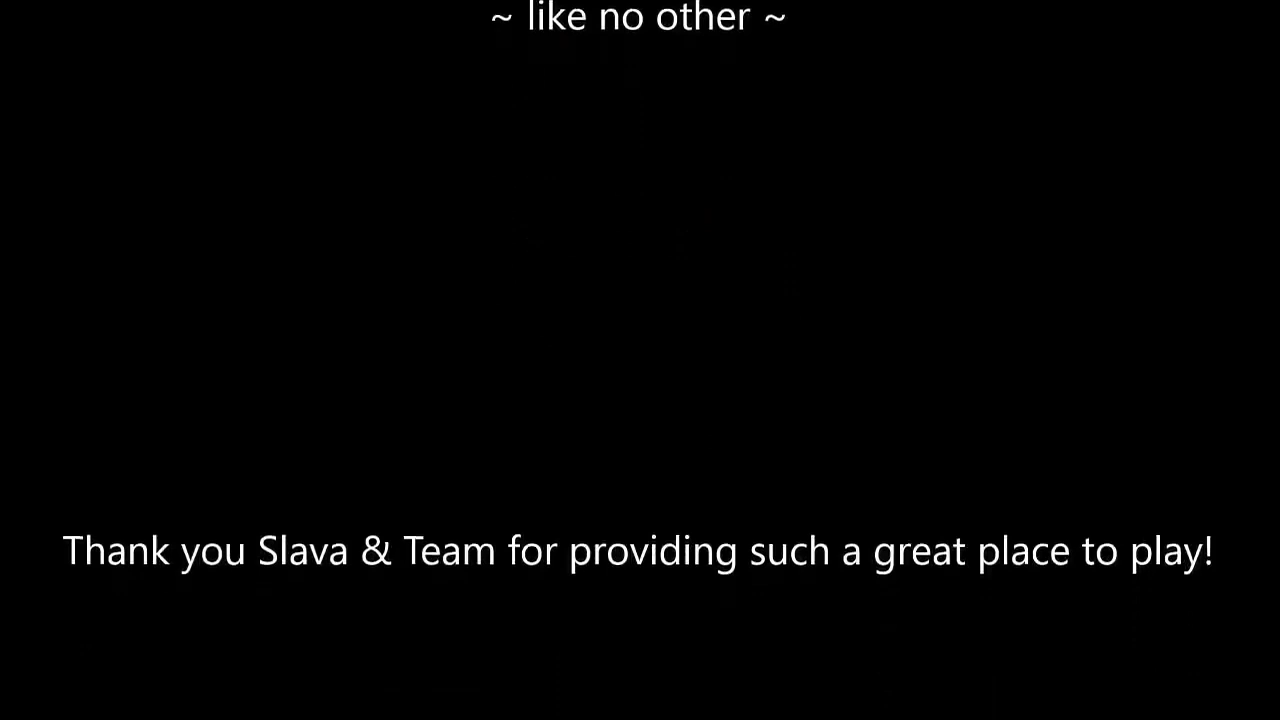 ~ like no other ~
Thank you Slava & Team for providing such a great place to play!